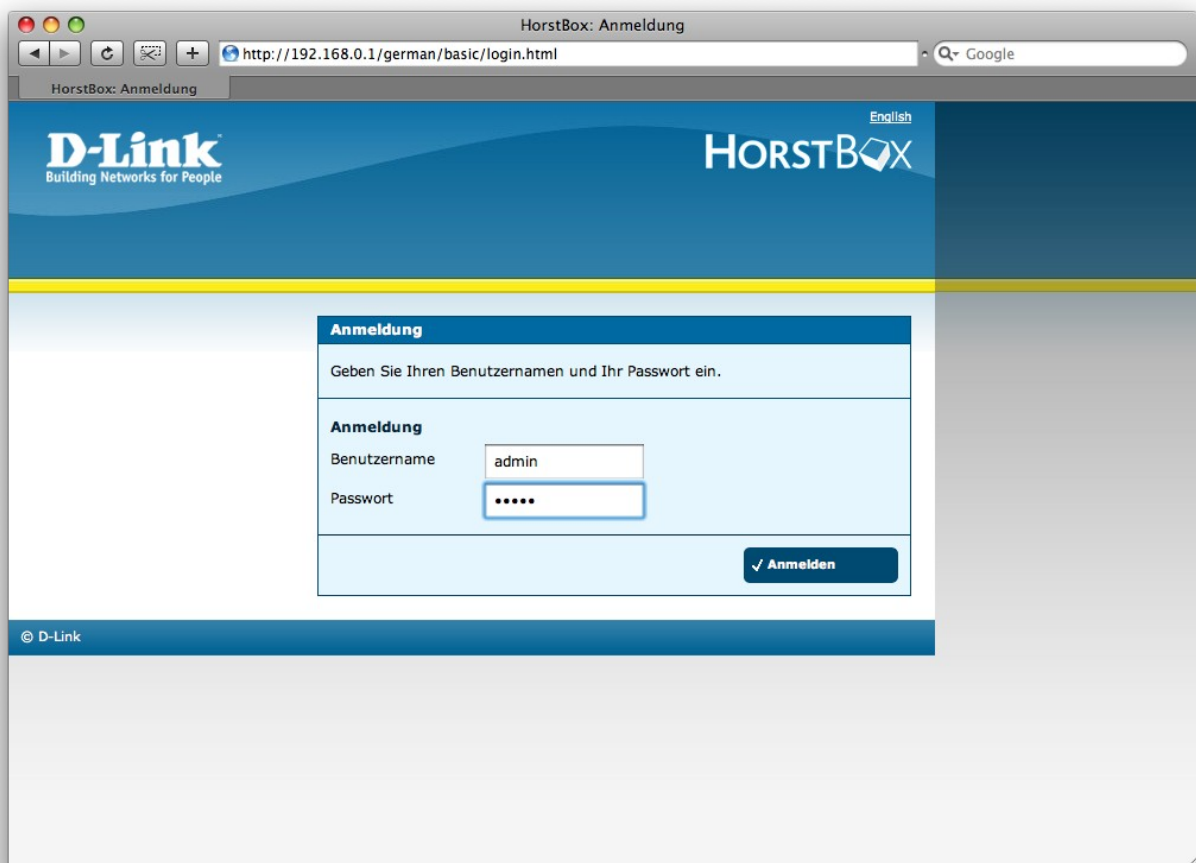 HorstBox: Anmeldung
http://192.168.0.1/german/basic/login.html
Google
HorstBox: Anmeldung
English
D-Link
Building Networks for People
HORSTBOX
Anmeldung
Geben Sie Ihren Benutzernamen und Ihr Passwort ein.
Anmeldung
Benutzername
admin
Passwort
•••••
Anmelden
© D-Link